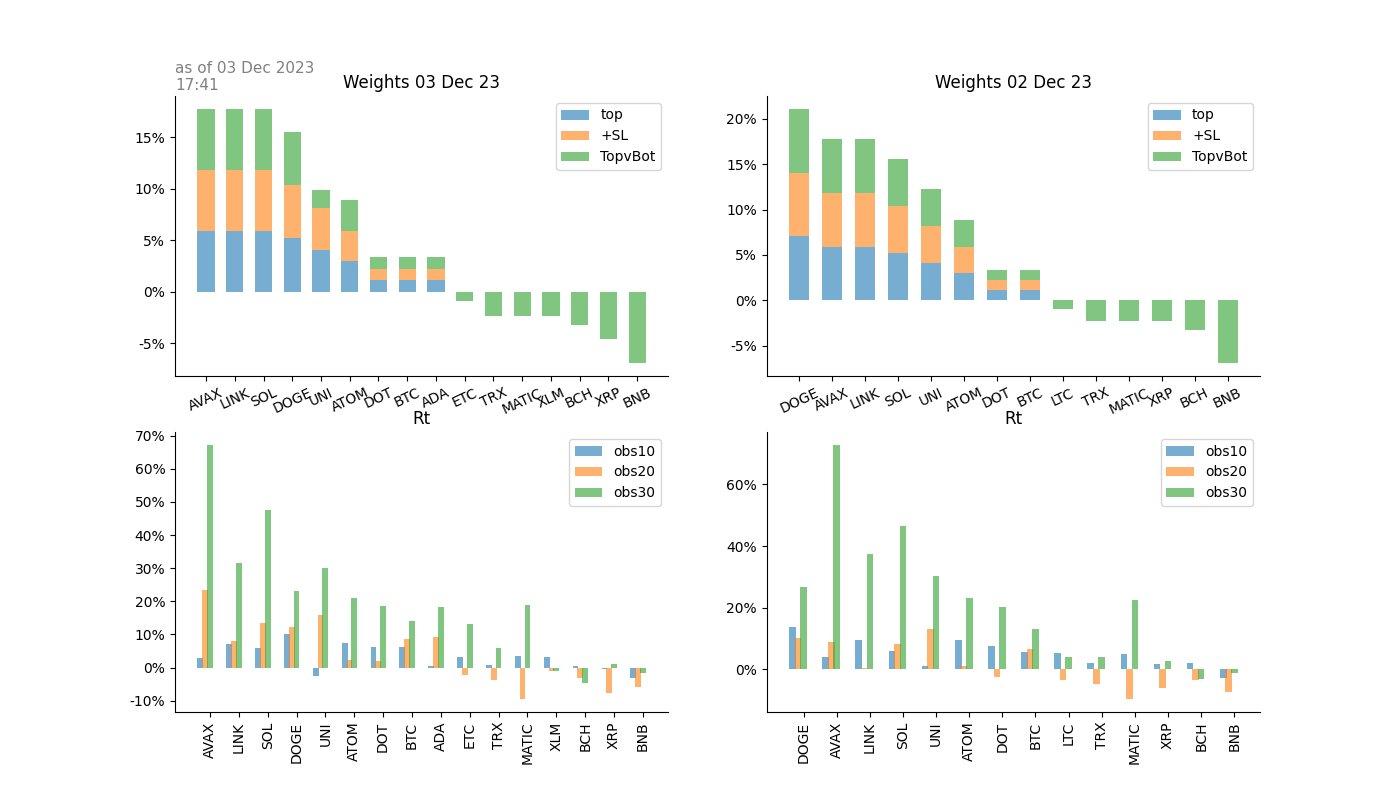 as of 03 Dec 2023
17:41
Weights 03 Dec 23
top
+SL
TopvBot
15%
10%
5%
0%
-5%
AVAX LINK SOL DOGE UNI ATOM DOT BTC ADA ETC TRX MATIC XLM BCH XRP BNB
Weights 02 Dec 23
top
+SL
TopvBot
20%
15%
10%
5%
0%
-5%
DOGE AVAX LINK SOL UNI ATOM DOT BTC LTC TRX MATIC XRP BCH BNB
Rt
obs10
obs20
obs30
70%
60%
50%
40%
30%
20%
10%
0%
-10%
AVAX LINK SOL DOGE UNI ATOM DOT BTC ADA ETC TRX MATIC XLM BCH XRP BNB
Rt
obs10
obs20
obs30
60%
40%
20%
0%
DOGE AVAX LINK SOL UNI ATOM DOT BTC LTC TRX MATIC XRP BCH BNB